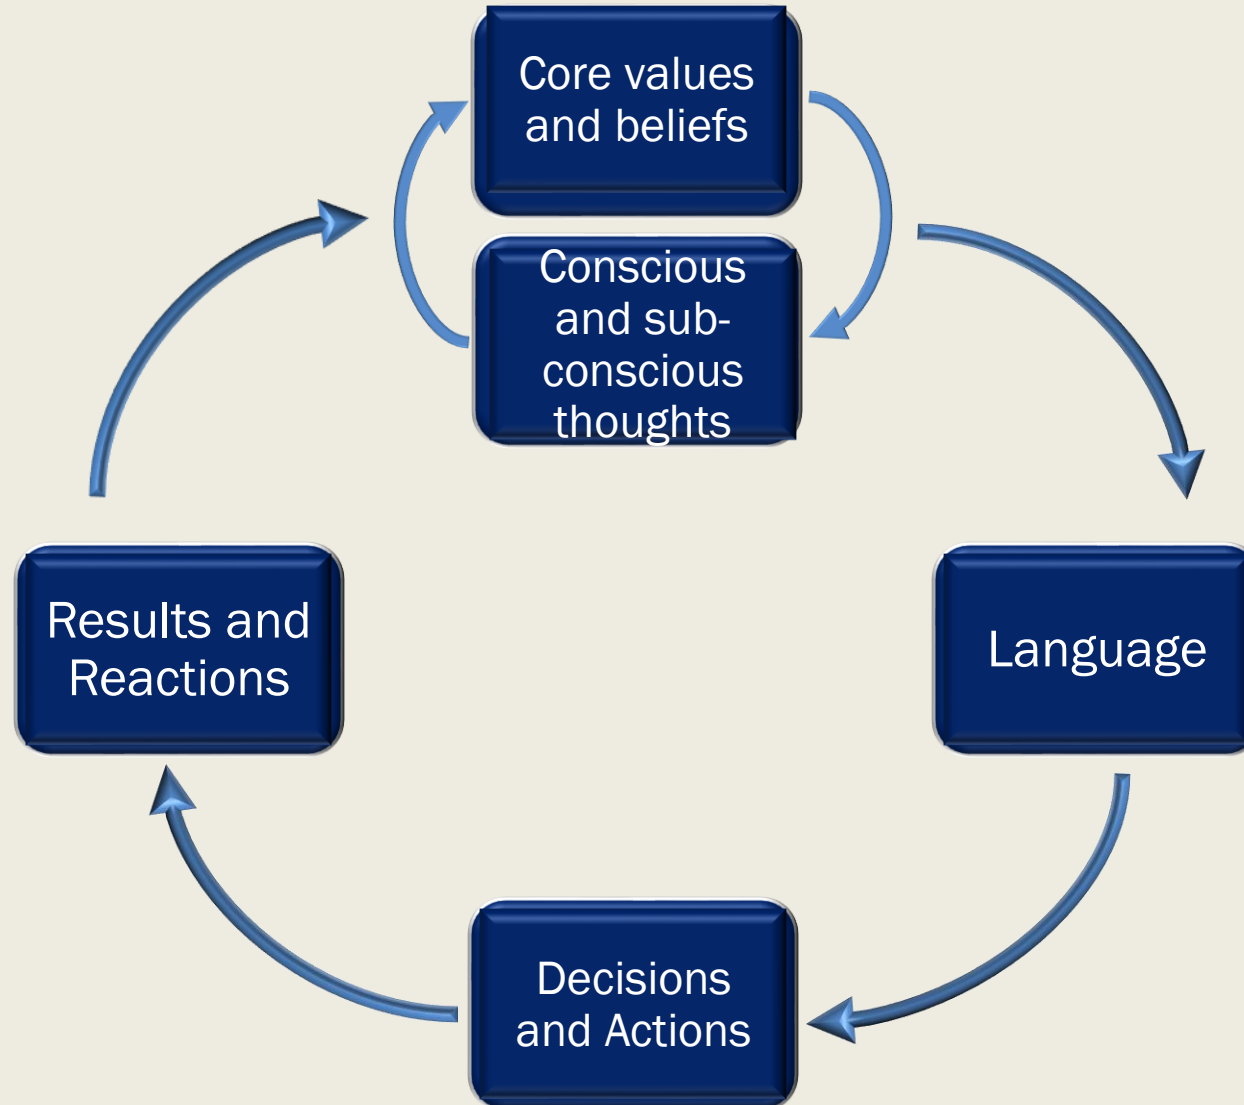 Core values
and beliefs
Conscious
and sub-
conscious
thoughts
Results and
Reactions
Language
Decisions
and Actions